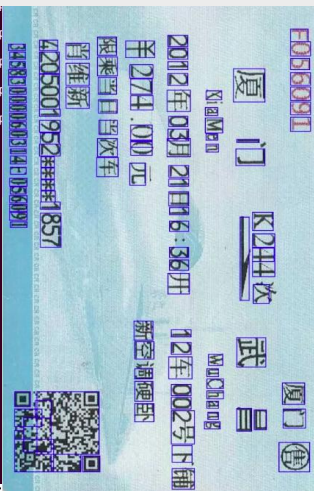 F056091
厦门售
厦门 K244次 武昌
XiaMen WuChang
2012年03月21日16:36开 12车002号下铺
¥274.00元 新空调硬卧
限乘当日当次车
肖维新
4205001952*****1857